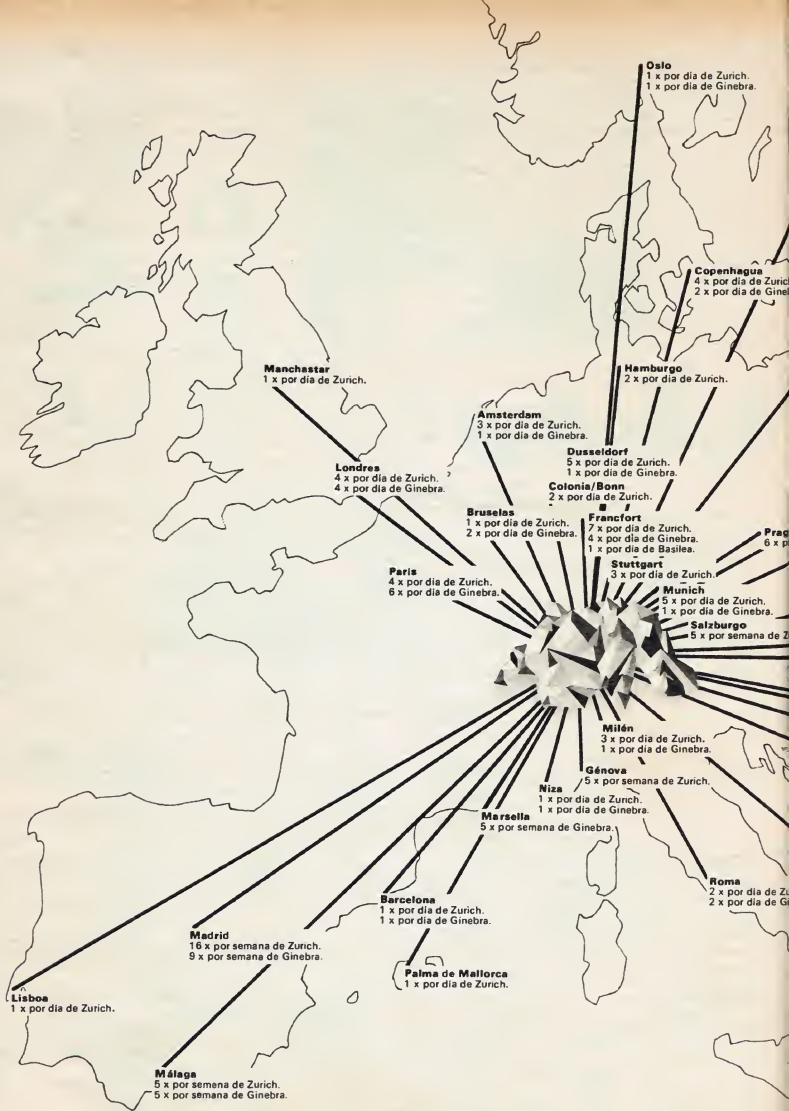 Oslo
1 x por día de Zurich.
1 x por día de Ginebra.
Copenhagua
4 x por día de Zurich
2 x por día de Gineb
Manchastar
1 x por día de Zurich.
Hamburgo
2 x por día de Zurich.
Amsterdam
3 x por día de Zurich.
1 x por día de Ginebra.
Dusseldorf
5 x por día de Zurich.
1 x por día de Ginebra.
Londres
4 x por día de Zurich.
4 x por día de Ginebra.
Colonia/Bonn
2 x por día de Zurich.
Bruselas
1 x por día de Zurich.
2 x por día de Ginebra.
Francfort
7 x por día de Zurich.
4 x por día de Ginebra.
1 x por día de Basilea.
Prag
6 x p
Stuttgart
3 x por día de Zurich.
París
4 x por día de Zurich.
6 x por día de Ginebra.
Munich
5 x por día de Zurich.
1 x por día de Ginebra.
Salzburgo
5 x por semana de Z
Milén
3 x por día de Zurich.
1 x por día de Ginebra.
Génova
5 x por semana de Zurich.
Niza
1 x por día de Zurich.
1 x por día de Ginebra.
Marsella
5 x por semana de Ginebra.
Roma
2 x por día de Zu
2 x por día de Gi
Barcelona
1 x por día de Zurich.
1 x por día de Ginebra.
Madrid
16 x por semana de Zurich.
9 x por semana de Ginebra.
Palma de Mallorca
1 x por día de Zurich.
Lisboa
1 x por día de Zurich.
Málaga
5 x por semena de Zurich.
5 x por semana de Ginebra.